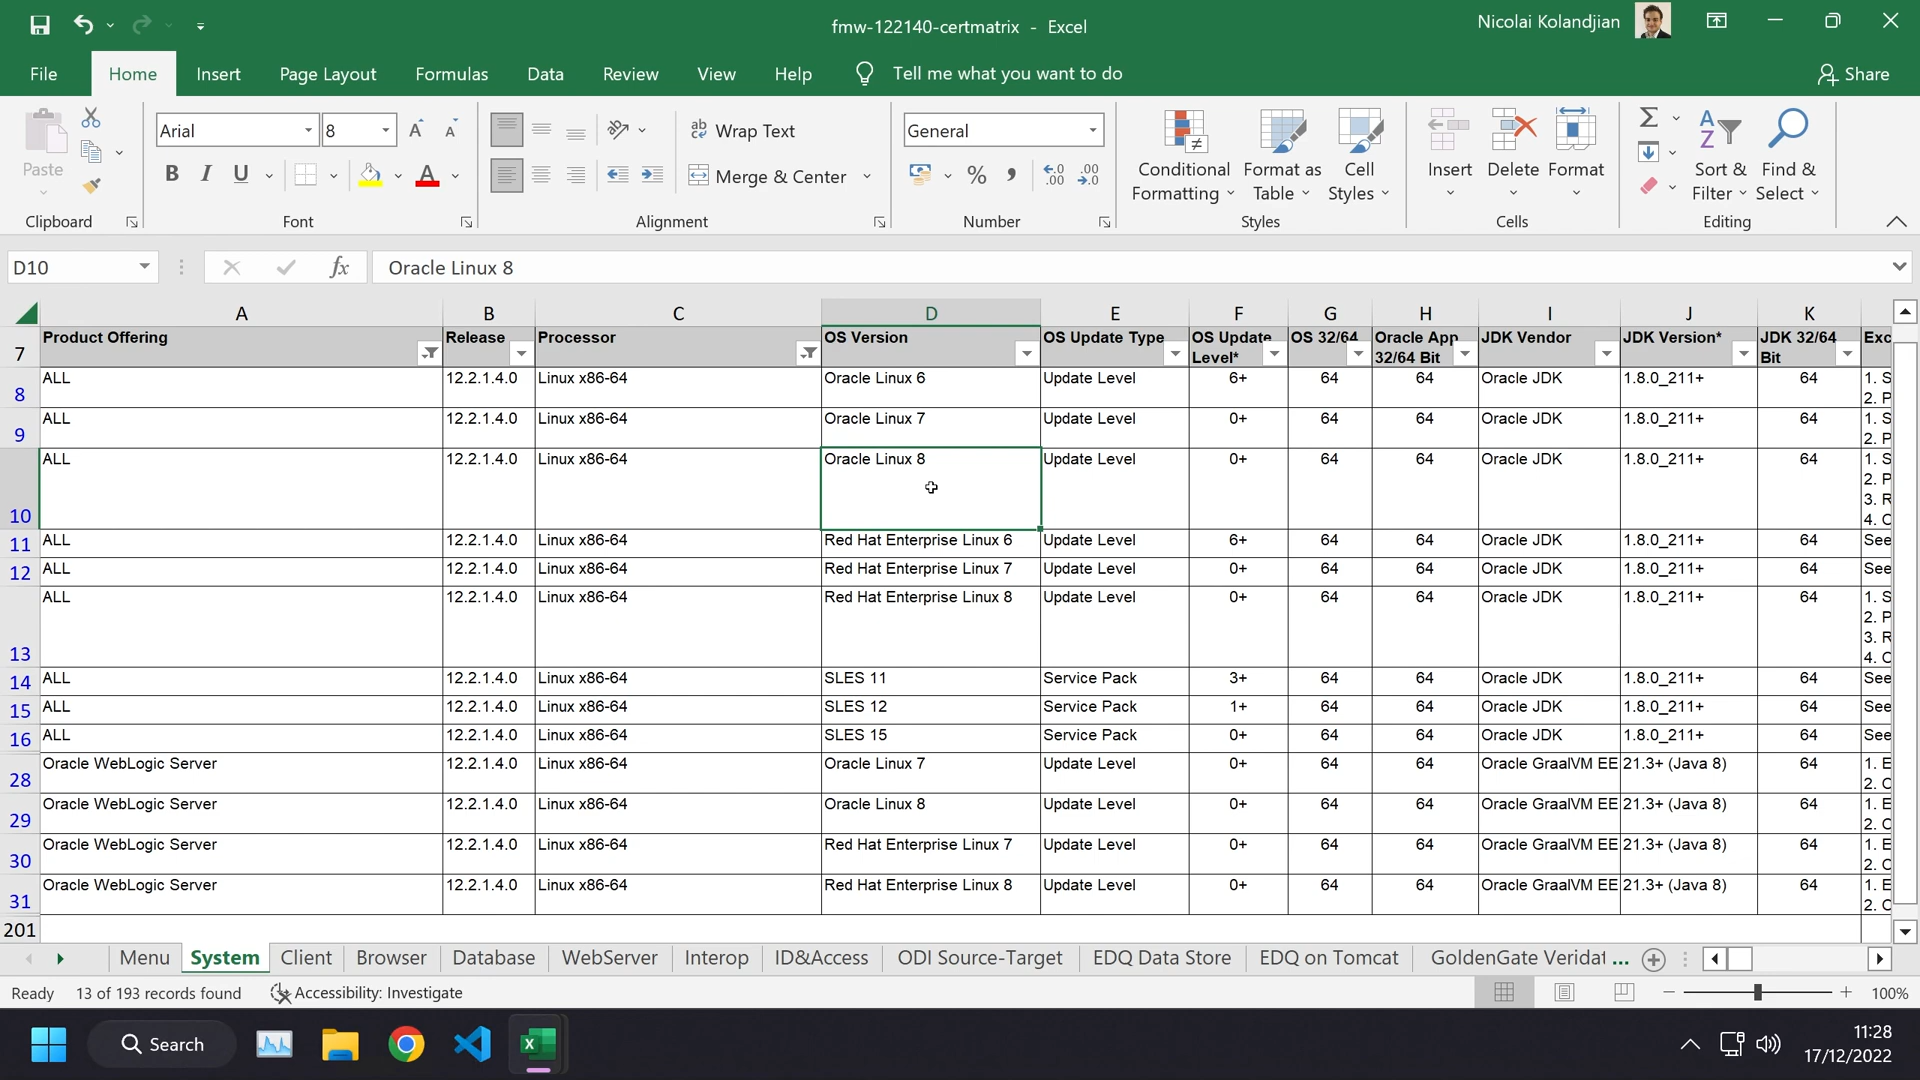 fmw-122140-certmatrix - Excel
Nicolai Kolandjian
File Home Insert Page Layout Formulas Data Review View Help Tell me what you want to do Share
Paste
Clipboard
Arial 8
B I U A
Font
ab Wrap Text
Merge & Center
Alignment
General
% ,
Number
Conditional Formatting
Format as Table
Cell Styles
Styles
Insert Delete Format
Cells
Sort & Filter
Find & Select
Editing
D10 fx Oracle Linux 8
A B C D E F G H I J K
7 Product Offering Release Processor OS Version OS Update Type OS Update Level* OS 32/64 Oracle App 32/64 Bit JDK Vendor JDK Version* JDK 32/64 Bit Exc
8 ALL 12.2.1.4.0 Linux x86-64 Oracle Linux 6 Update Level 6+ 64 64 Oracle JDK 1.8.0_211+ 64 1. S
2. P
9 ALL 12.2.1.4.0 Linux x86-64 Oracle Linux 7 Update Level 0+ 64 64 Oracle JDK 1.8.0_211+ 64 1. S
2. P
10 ALL 12.2.1.4.0 Linux x86-64 Oracle Linux 8 Update Level 0+ 64 64 Oracle JDK 1.8.0_211+ 64 1. S
2. P
3. R
4. C
11 ALL 12.2.1.4.0 Linux x86-64 Red Hat Enterprise Linux 6 Update Level 6+ 64 64 Oracle JDK 1.8.0_211+ 64 See
12 ALL 12.2.1.4.0 Linux x86-64 Red Hat Enterprise Linux 7 Update Level 0+ 64 64 Oracle JDK 1.8.0_211+ 64 See
13 ALL 12.2.1.4.0 Linux x86-64 Red Hat Enterprise Linux 8 Update Level 0+ 64 64 Oracle JDK 1.8.0_211+ 64 1. S
2. P
3. R
4. C
14 ALL 12.2.1.4.0 Linux x86-64 SLES 11 Service Pack 3+ 64 64 Oracle JDK 1.8.0_211+ 64 See
15 ALL 12.2.1.4.0 Linux x86-64 SLES 12 Service Pack 1+ 64 64 Oracle JDK 1.8.0_211+ 64 See
16 ALL 12.2.1.4.0 Linux x86-64 SLES 15 Service Pack 0+ 64 64 Oracle JDK 1.8.0_211+ 64 See
28 Oracle WebLogic Server 12.2.1.4.0 Linux x86-64 Oracle Linux 7 Update Level 0+ 64 64 Oracle GraalVM EE 21.3+ (Java 8) 64 1. E
2. C
29 Oracle WebLogic Server 12.2.1.4.0 Linux x86-64 Oracle Linux 8 Update Level 0+ 64 64 Oracle GraalVM EE 21.3+ (Java 8) 64 1. E
2. C
30 Oracle WebLogic Server 12.2.1.4.0 Linux x86-64 Red Hat Enterprise Linux 7 Update Level 0+ 64 64 Oracle GraalVM EE 21.3+ (Java 8) 64 1. E
2. C
31 Oracle WebLogic Server 12.2.1.4.0 Linux x86-64 Red Hat Enterprise Linux 8 Update Level 0+ 64 64 Oracle GraalVM EE 21.3+ (Java 8) 64 1. E
2. C
201
Menu System Client Browser Database WebServer Interop ID&Access ODI Source-Target EDQ Data Store EDQ on Tomcat GoldenGate Veridat ...
Ready 13 of 193 records found Accessibility: Investigate 100%
Search
11:28
17/12/2022